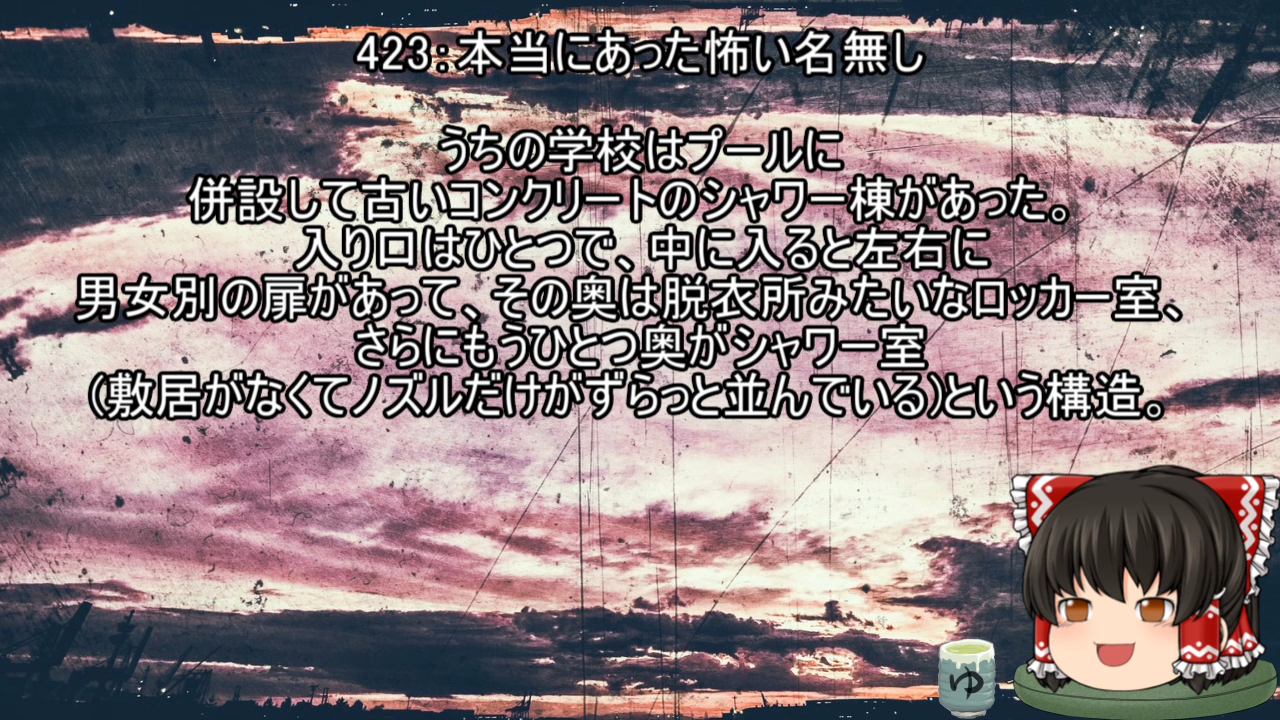 423:本当にあった怖い名無し
うちの学校はプールに
併設して古いコンクリートのシャワー棟があった。
入り口はひとつで、中に入ると左右に
男女別の扉があって、その奥は脱衣所みたいなロッカー室、
さらにもうひとつ奥がシャワー室
(敷居がなくてノズルだけがずらっと並んでいる)という構造。
ゆ